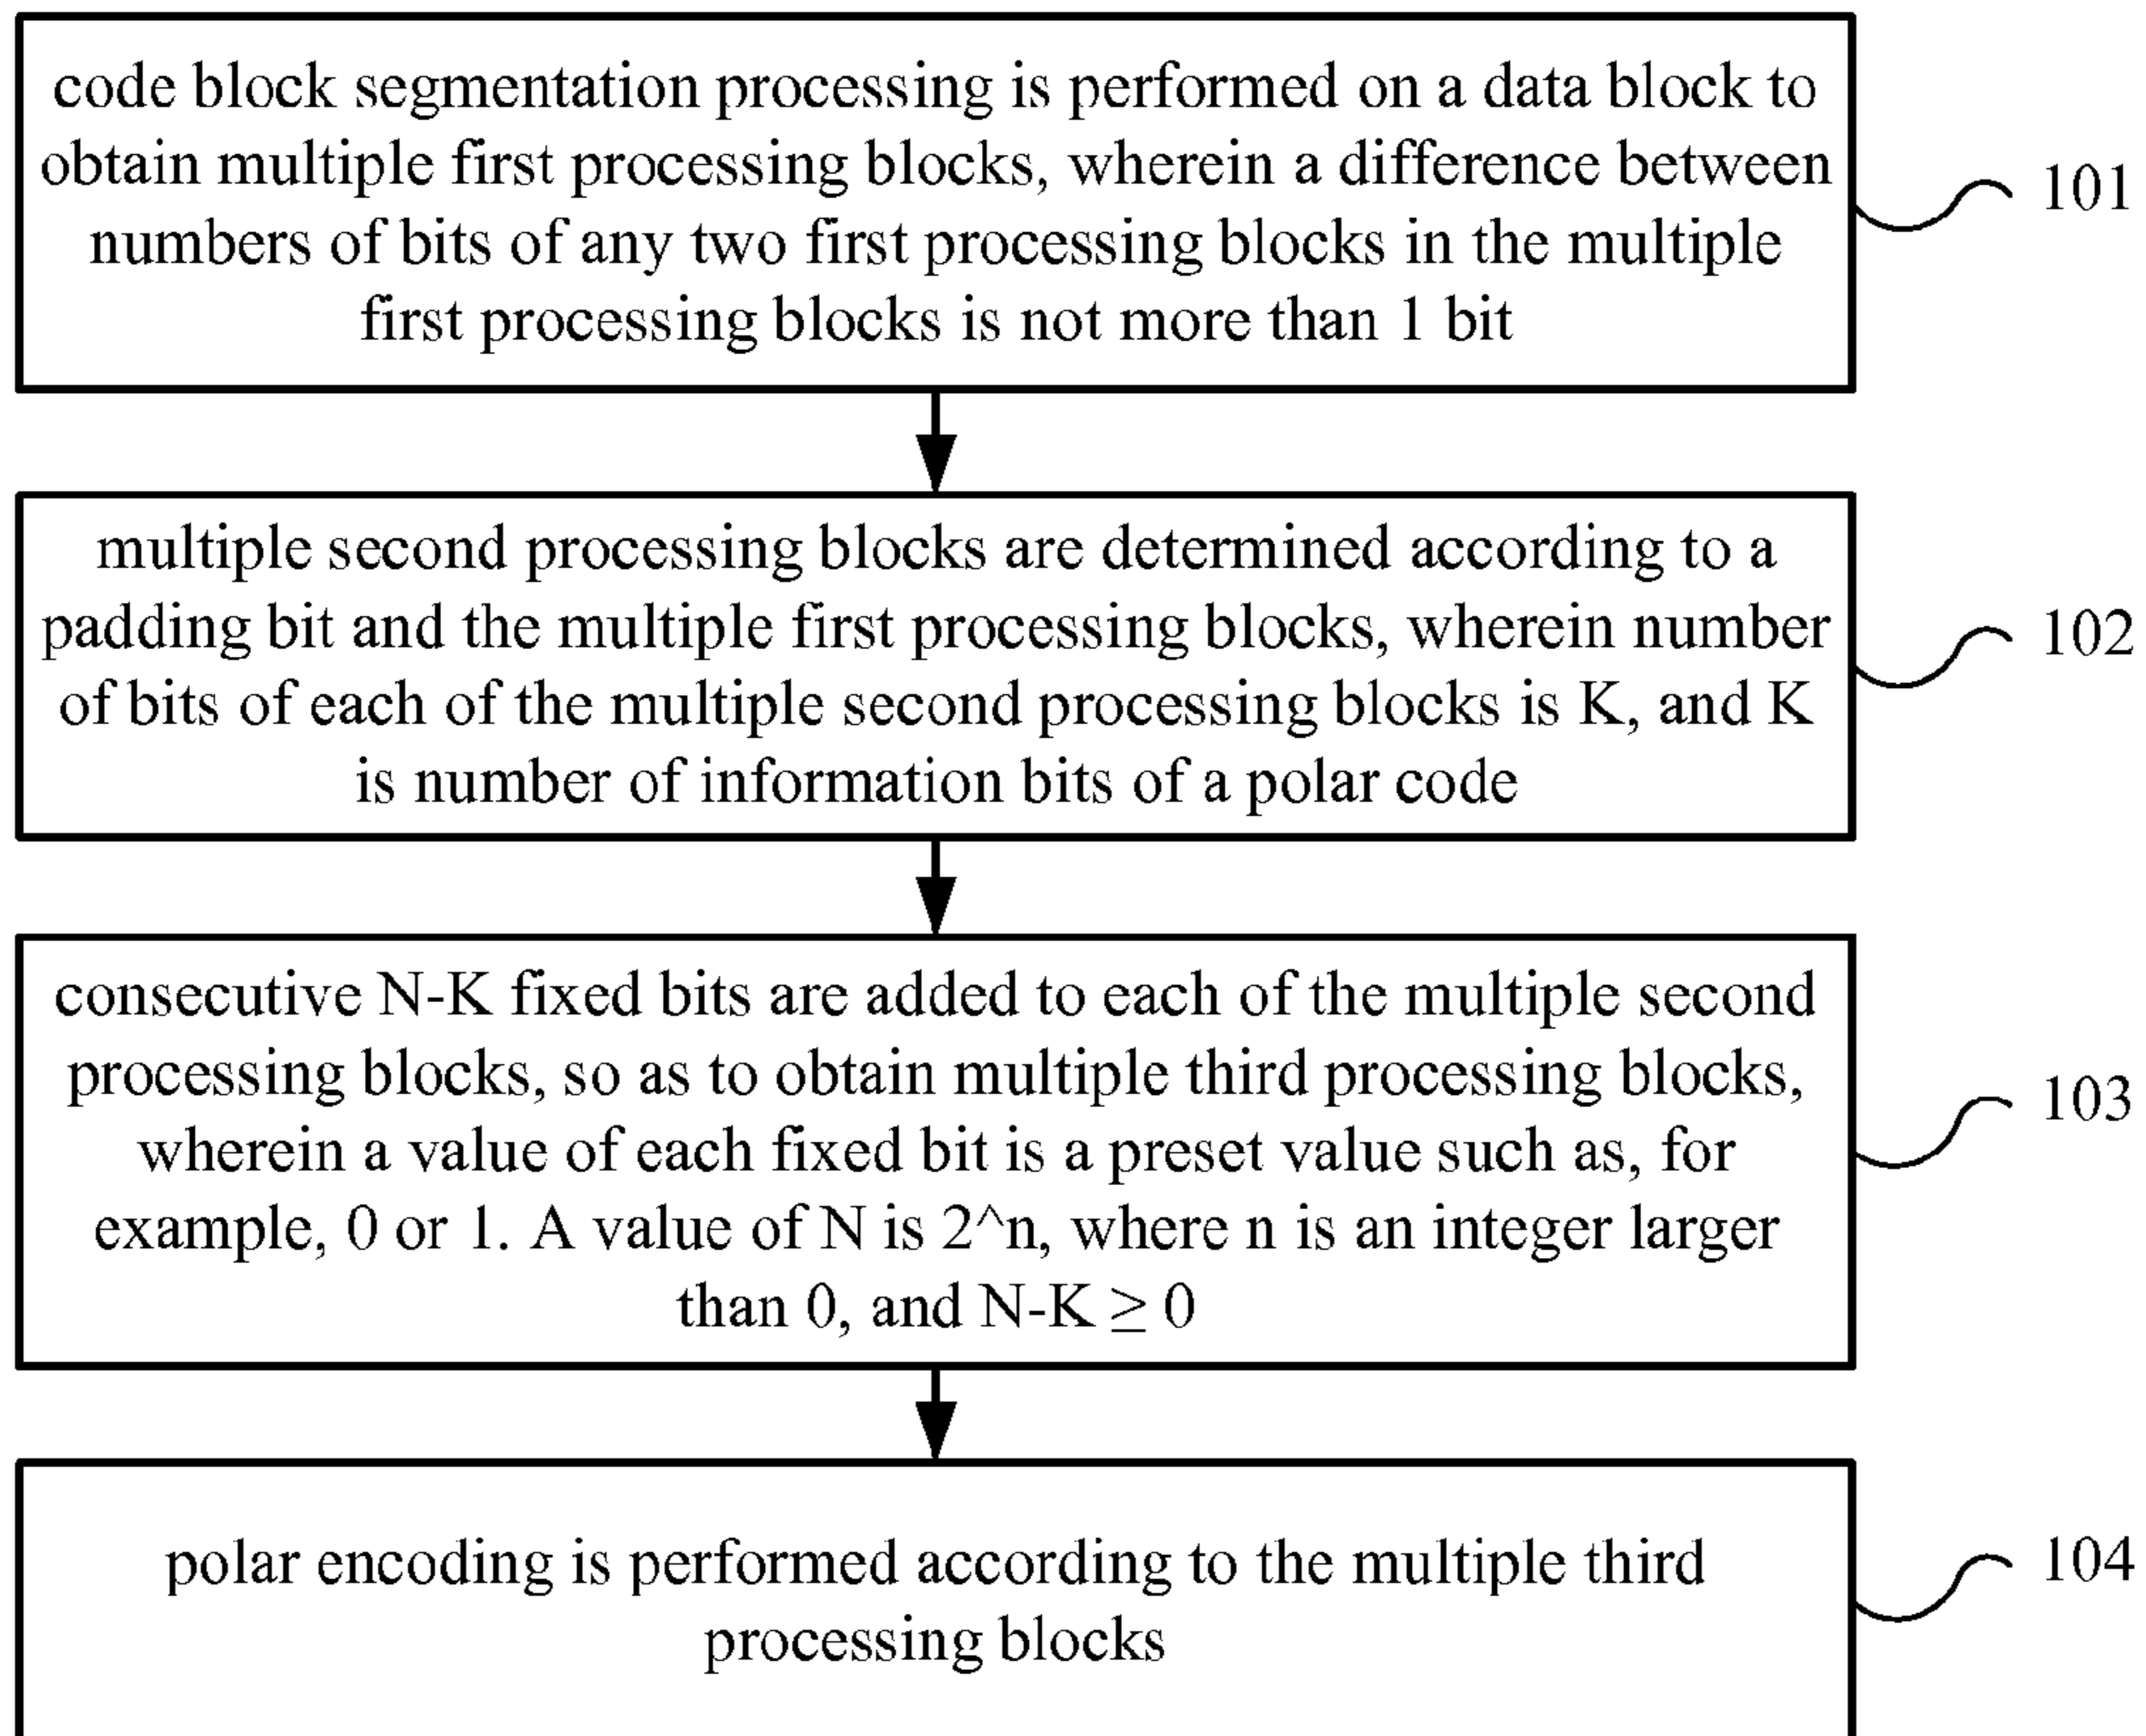 code block segmentation processing is performed on a data block to
obtain multiple first processing blocks, wherein a difference between
numbers of bits of any two first processing blocks in the multiple
first processing blocks is not more than 1 bit
101
multiple second processing blocks are determined according to a
padding bit and the multiple first processing blocks, wherein number
of bits of each of the multiple second processing blocks is K, and K
is number of information bits of a polar code
102
consecutive N-K fixed bits are added to each of the multiple second
processing blocks, so as to obtain multiple third processing blocks,
wherein a value of each fixed bit is a preset value such as, for
example, 0 or 1. A value of N is 2^n, where n is an integer larger
than 0, and N-K ≥ 0
103
polar encoding is performed according to the multiple third
processing blocks
104